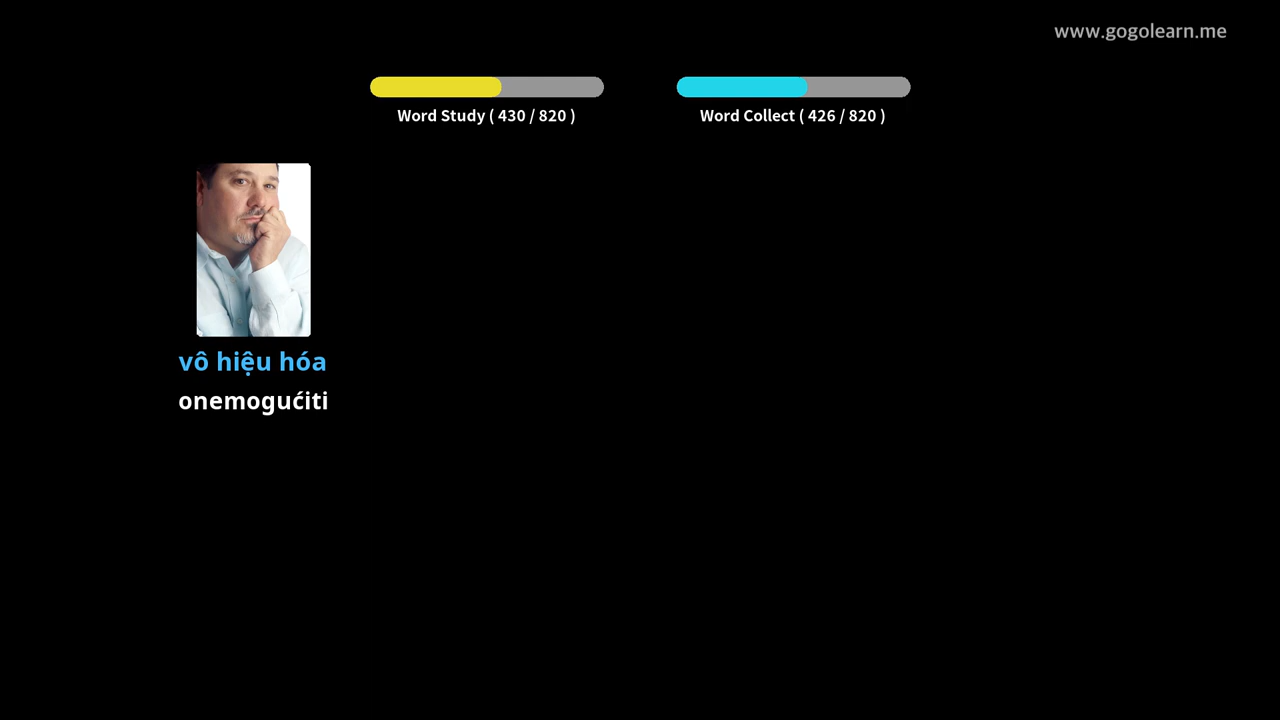 www.gogolearn.me
Word Study ( 430 / 820 )
Word Collect ( 426 / 820 )
vô hiệu hóa
onemogućiti